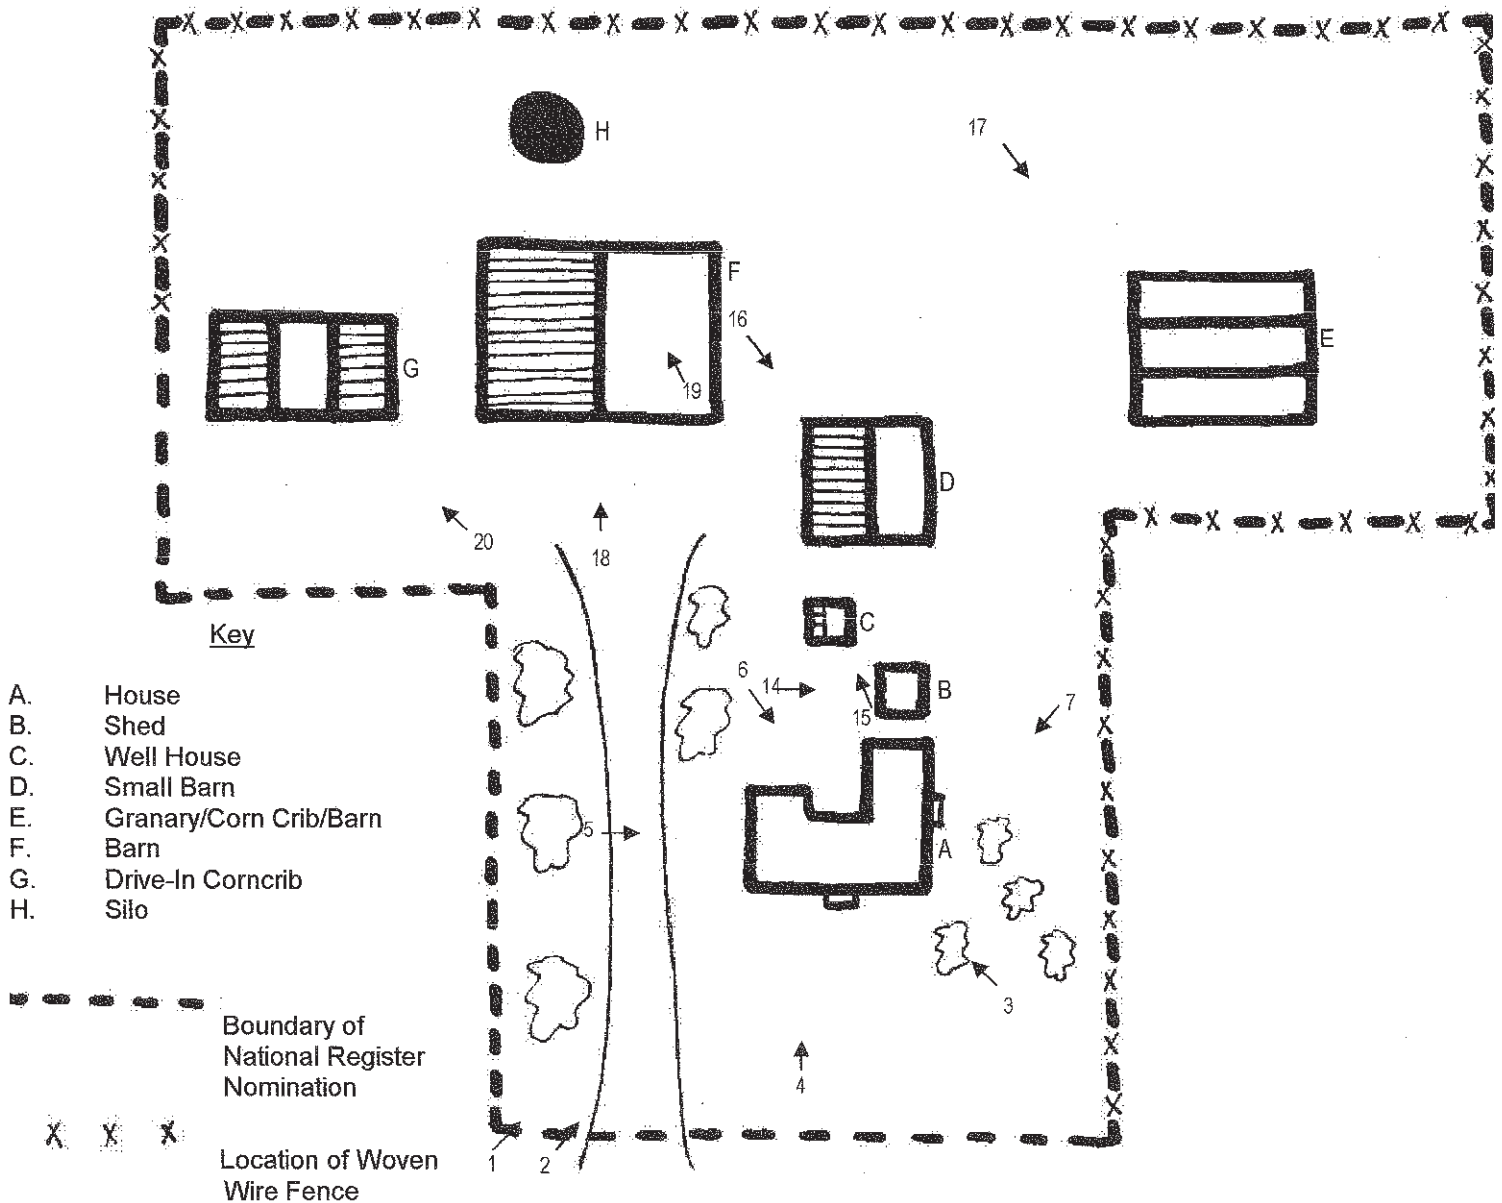 H
17
F
16
E
G
19
D
20
18
Key
C
A. House
B. Shed
C. Well House
D. Small Barn
E. Granary/Corn Crib/Barn
F. Barn
G. Drive-In Corncrib
H. Silo
6
14
B
15
7
5
A
3
4
Boundary of
National Register
Nomination
X X X
Location of Woven
Wire Fence
1
2